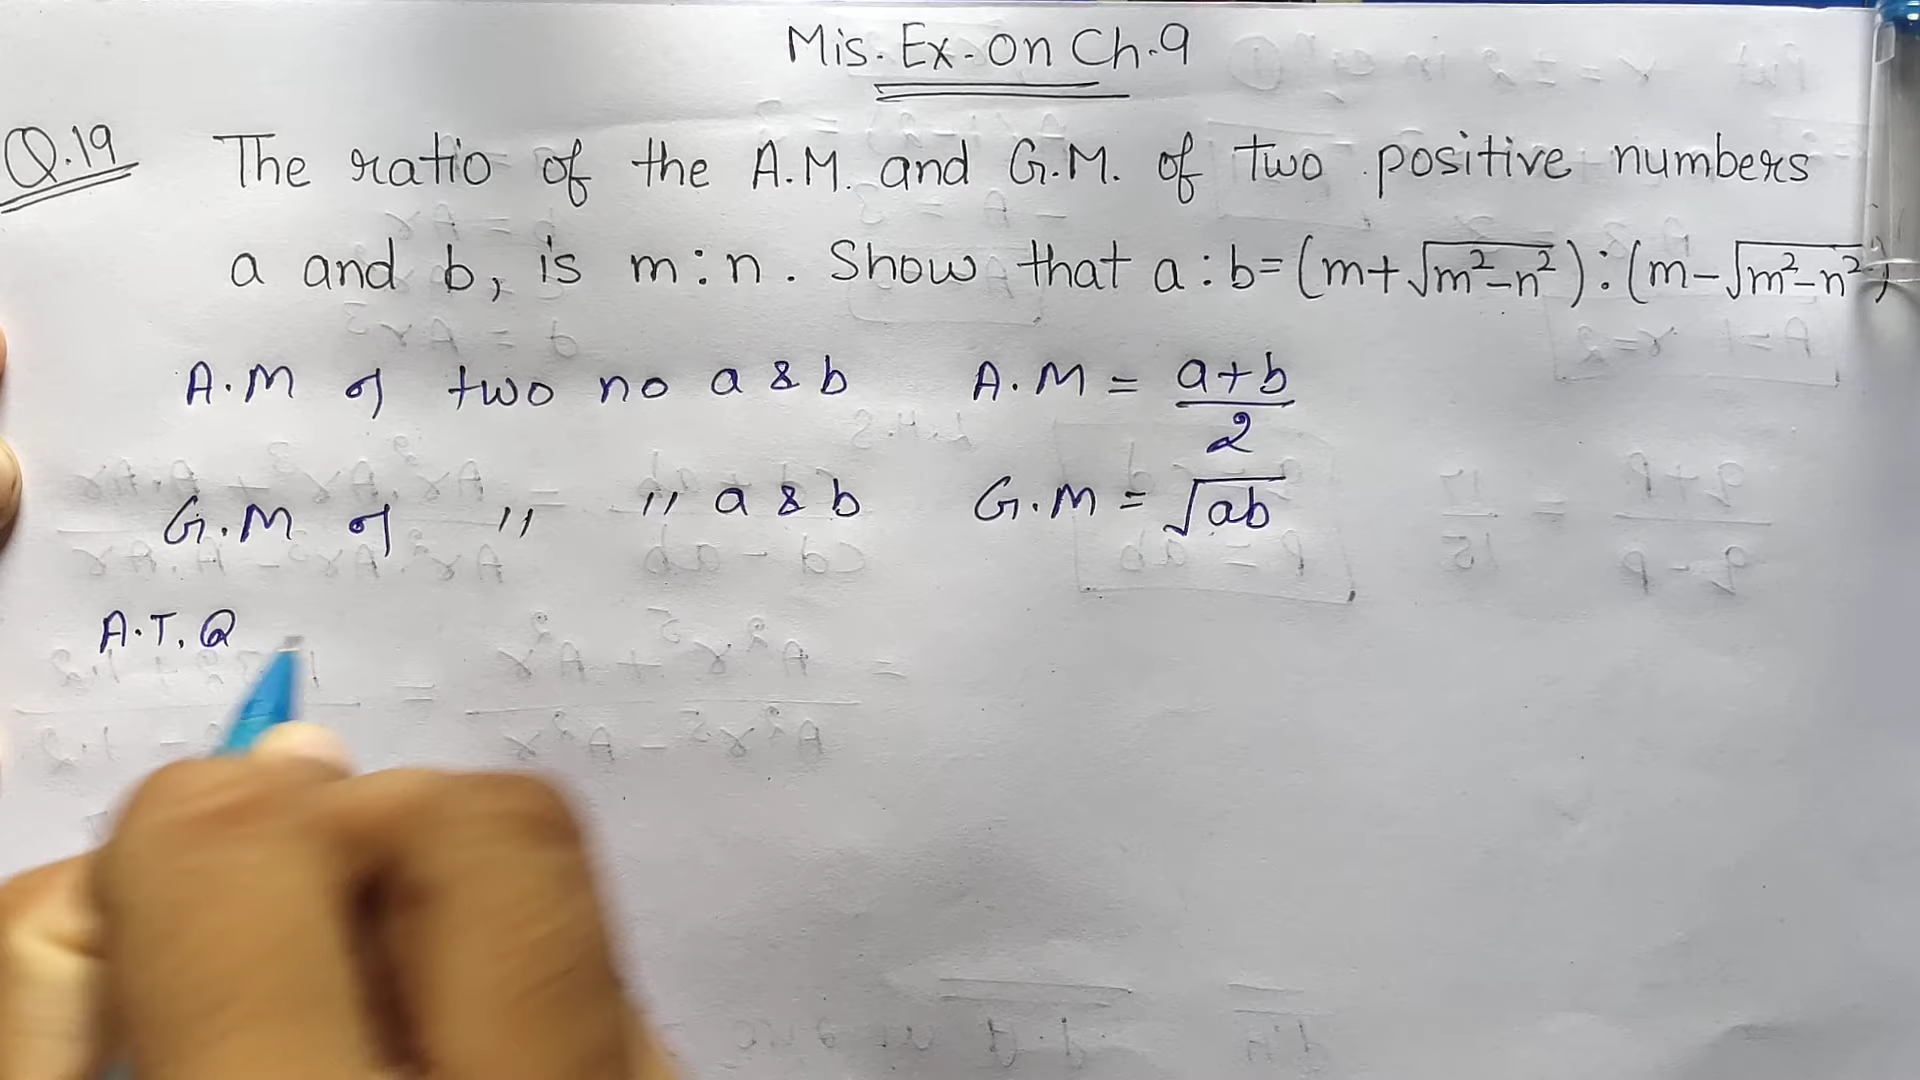 Mis. Ex. on Ch.9
Q.19 The ratio of the A.M. and G.M. of two positive numbers
a and b, is m:n. Show that a:b=(m+√m²-n²):(m-√m²-n²)
A.M of two no a & b A.M = a+b/2
G.M of " " a & b G.M = √ab
A.T.Q